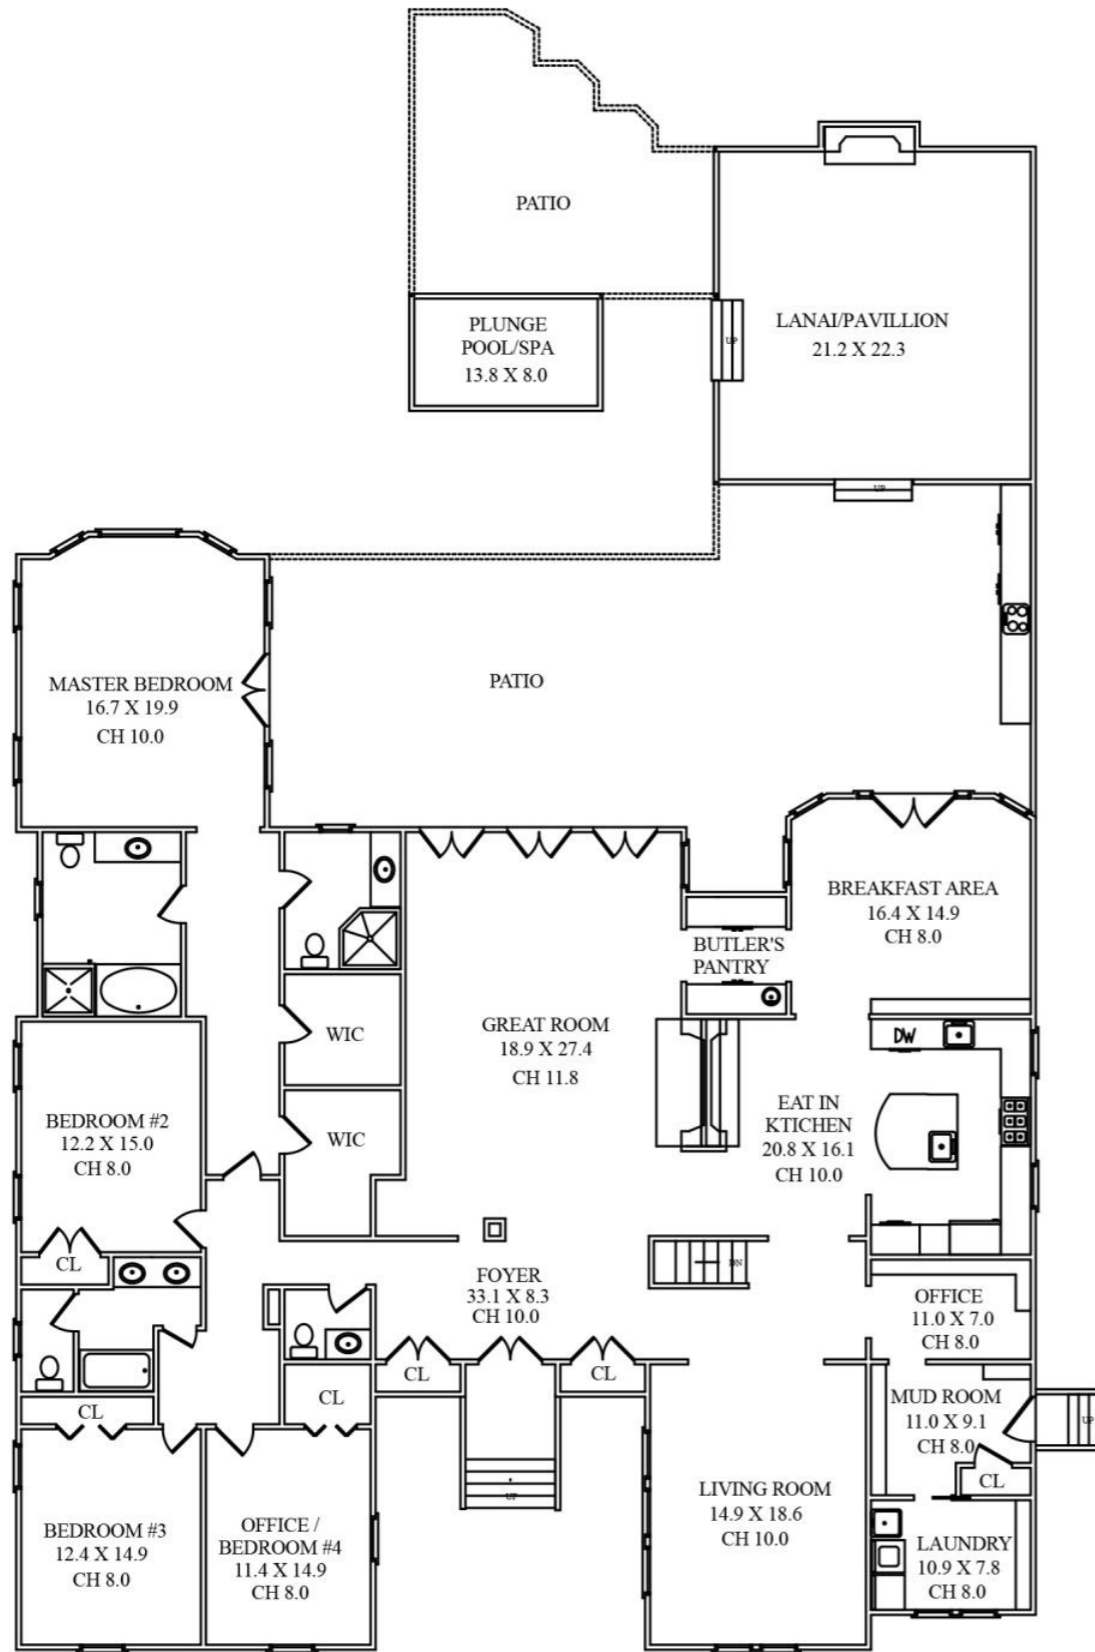 PATIO
PLUNGE
POOL/SPA
13.8 X 8.0
LANAI/PAVILLION
21.2 X 22.3
UP
UP
MASTER BEDROOM
16.7 X 19.9
CH 10.0
PATIO
BREAKFAST AREA
16.4 X 14.9
CH 8.0
BUTLER'S
PANTRY
WIC
GREAT ROOM
18.9 X 27.4
CH 11.8
DW
BEDROOM #2
12.2 X 15.0
CH 8.0
WIC
EAT IN
KTICHEN
20.8 X 16.1
CH 10.0
CL
FOYER
33.1 X 8.3
CH 10.0
DN
OFFICE
11.0 X 7.0
CH 8.0
CL
CL
CL
CL
MUD ROOM
11.0 X 9.1
CH 8.0
UP
CL
UP
LIVING ROOM
14.9 X 18.6
CH 10.0
BEDROOM #3
12.4 X 14.9
CH 8.0
OFFICE /
BEDROOM #4
11.4 X 14.9
CH 8.0
LAUNDRY
10.9 X 7.8
CH 8.0